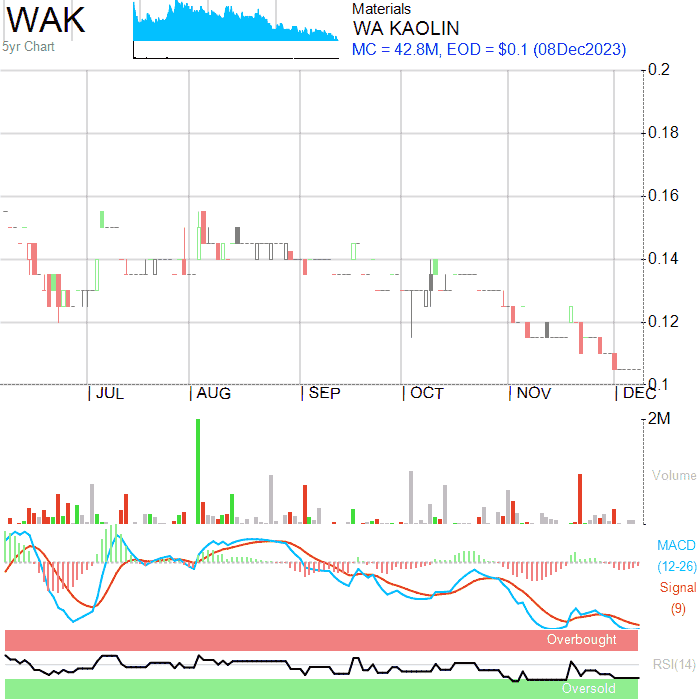 WAK
5yr Chart
Materials
WA KAOLIN
MC = 42.8M, EOD = $0.1 (08Dec2023)
0.2
0.18
0.16
0.14
0.12
0.1
JUL
AUG
SEP
OCT
NOV
DEC
2M
Volume
MACD
(12-26)
Signal
(9)
Overbought
RSI(14)
Oversold